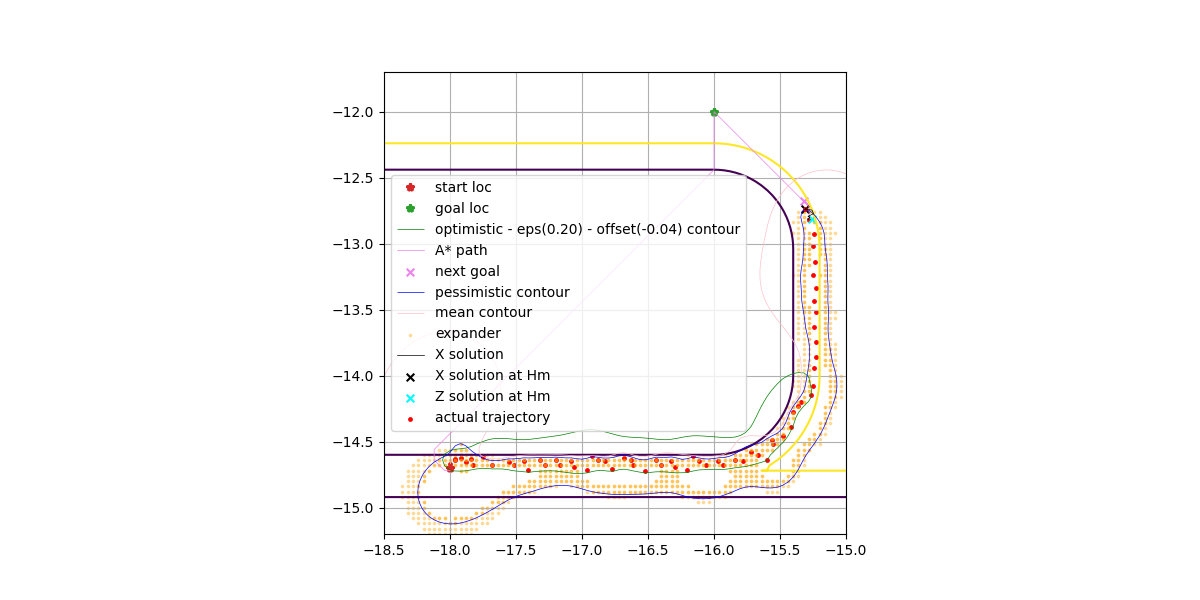 −12.0
−12.5
−13.0
−13.5
−14.0
−14.5
−15.0
start loc
goal loc
optimistic - eps(0.20) - offset(-0.04) contour
A* path
next goal
pessimistic contour
mean contour
expander
X solution
X solution at Hm
Z solution at Hm
actual trajectory
−18.5 −18.0 −17.5 −17.0 −16.5 −16.0 −15.5 −15.0